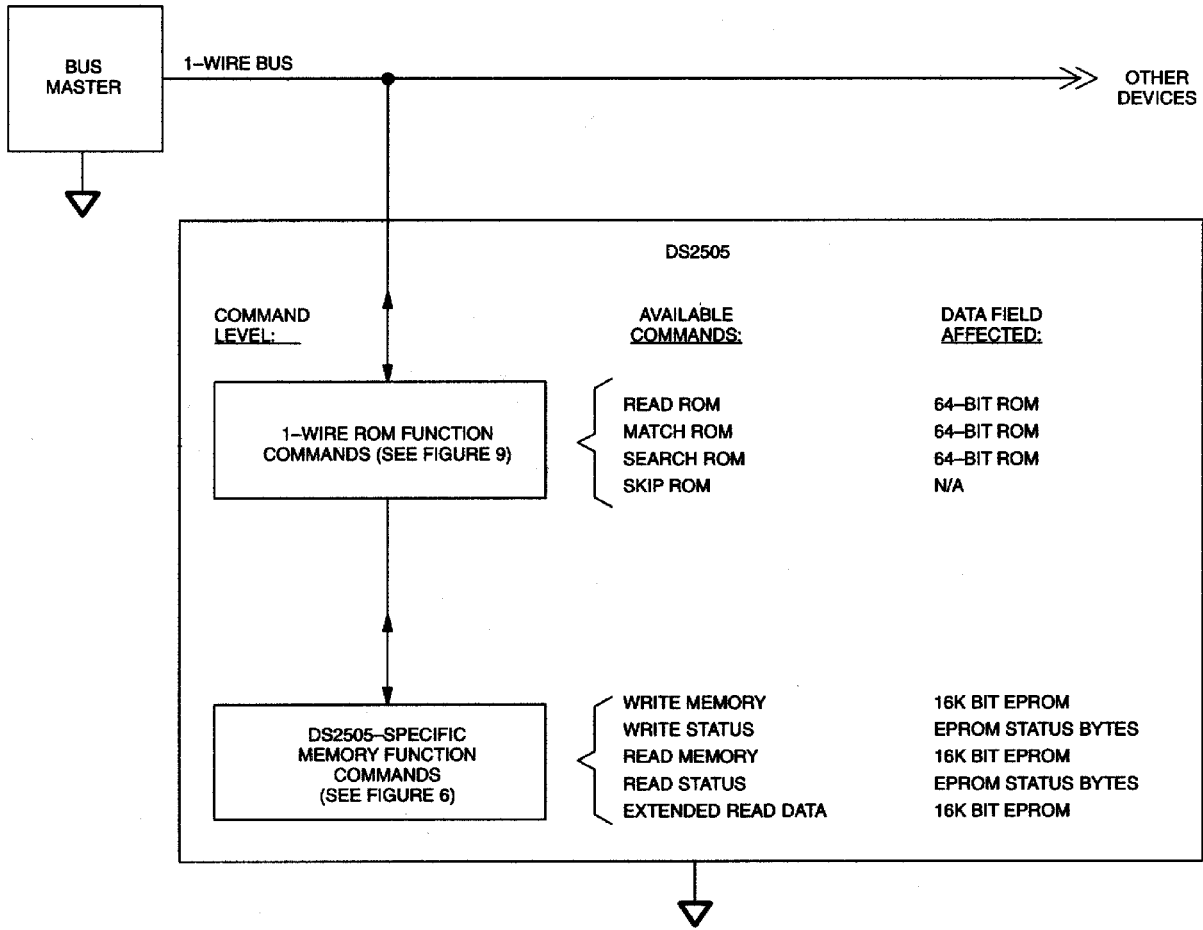 BUS
MASTER
1–WIRE BUS
OTHER
DEVICES
DS2505
COMMAND
LEVEL:
AVAILABLE
COMMANDS:
DATA FIELD
AFFECTED:
1–WIRE ROM FUNCTION
COMMANDS (SEE FIGURE 9)
READ ROM 64–BIT ROM
MATCH ROM 64–BIT ROM
SEARCH ROM 64–BIT ROM
SKIP ROM N/A
DS2505–SPECIFIC
MEMORY FUNCTION
COMMANDS
(SEE FIGURE 6)
WRITE MEMORY 16K BIT EPROM
WRITE STATUS EPROM STATUS BYTES
READ MEMORY 16K BIT EPROM
READ STATUS EPROM STATUS BYTES
EXTENDED READ DATA 16K BIT EPROM